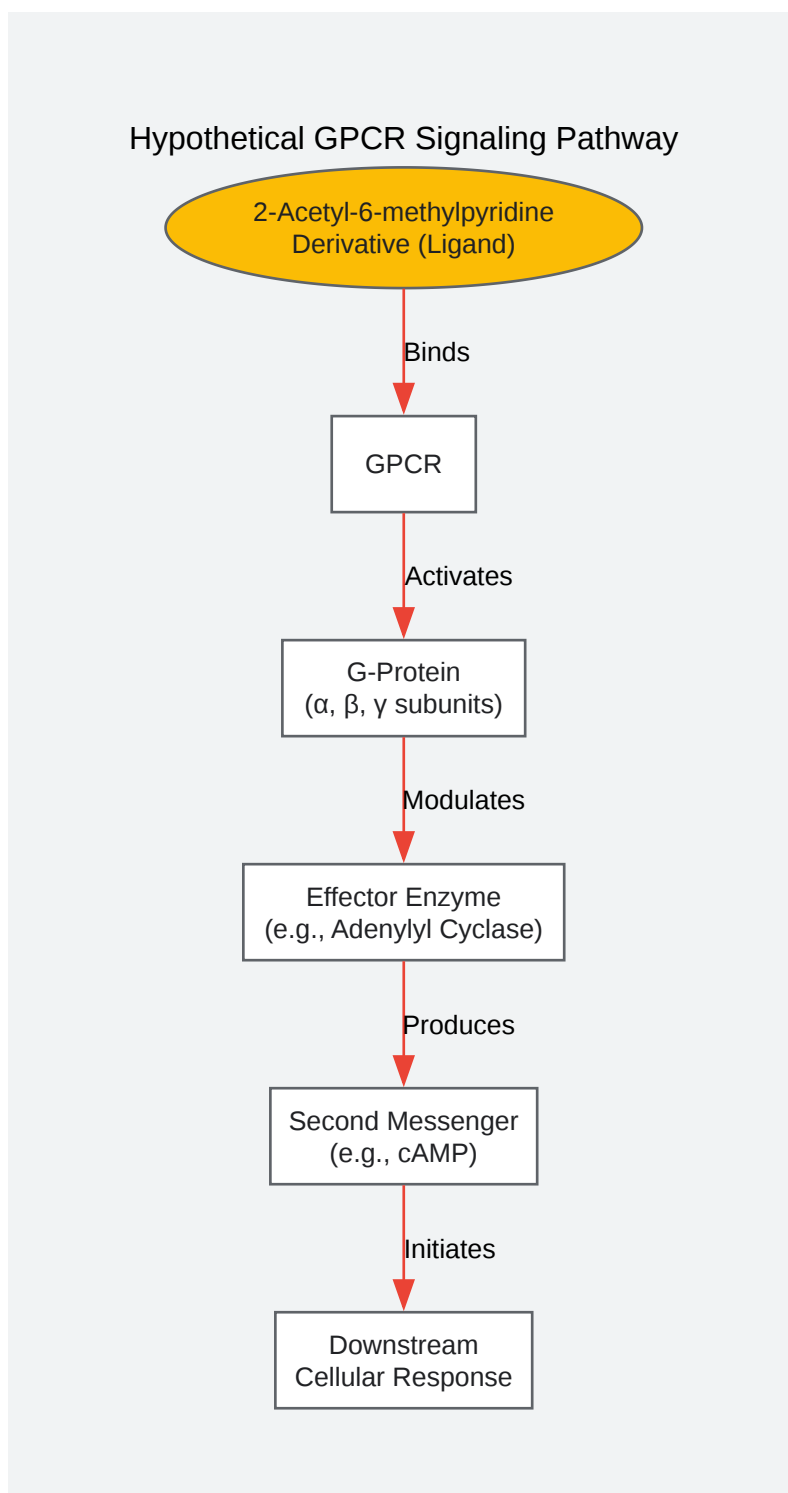 Hypothetical GPCR Signaling Pathway
2-Acetyl-6-methylpyridine
Derivative (Ligand)
Binds
GPCR
Activates
G-Protein
(α, β, γ subunits)
Modulates
Effector Enzyme
(e.g., Adenylyl Cyclase)
Produces
Second Messenger
(e.g., cAMP)
Initiates
Downstream
Cellular Response